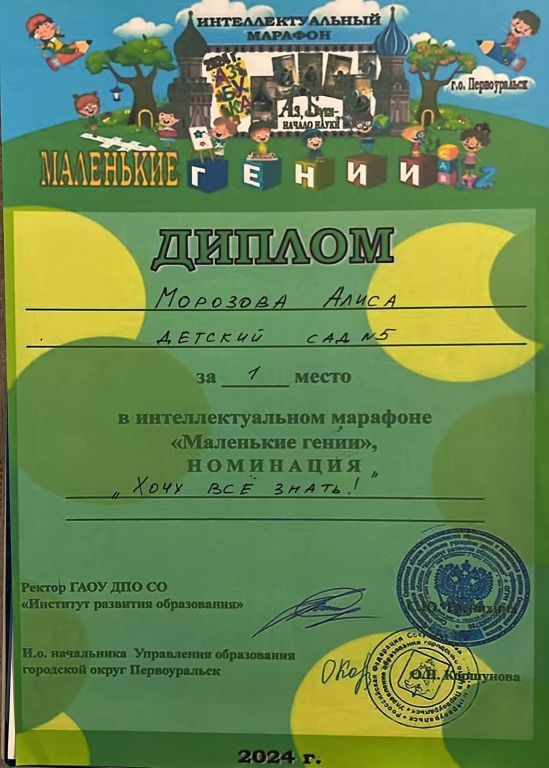 ИНТЕЛЛЕКТУАЛЬНЫЙ
МАРАФОН
АЗБУКА
г.о. Первоуральск
Аз, Буки-
НАЧАЛО НАУКИ
МАЛЕНЬКИЕ ГЕНИИ
ДИПЛОМ
МОРОЗОВА АЛИСА
ДЕТСКИЙ САД №5
за 1 место
в интеллектуальном марафоне
«Маленькие гении»,
НОМИНАЦИЯ
„Хочу всё знать!"
Ректор ГАОУ ДПО СО
«Институт развития образования»
И.о. начальника Управления образования
городской округ Первоуральск
О.Н. Коршунова
2024 г.